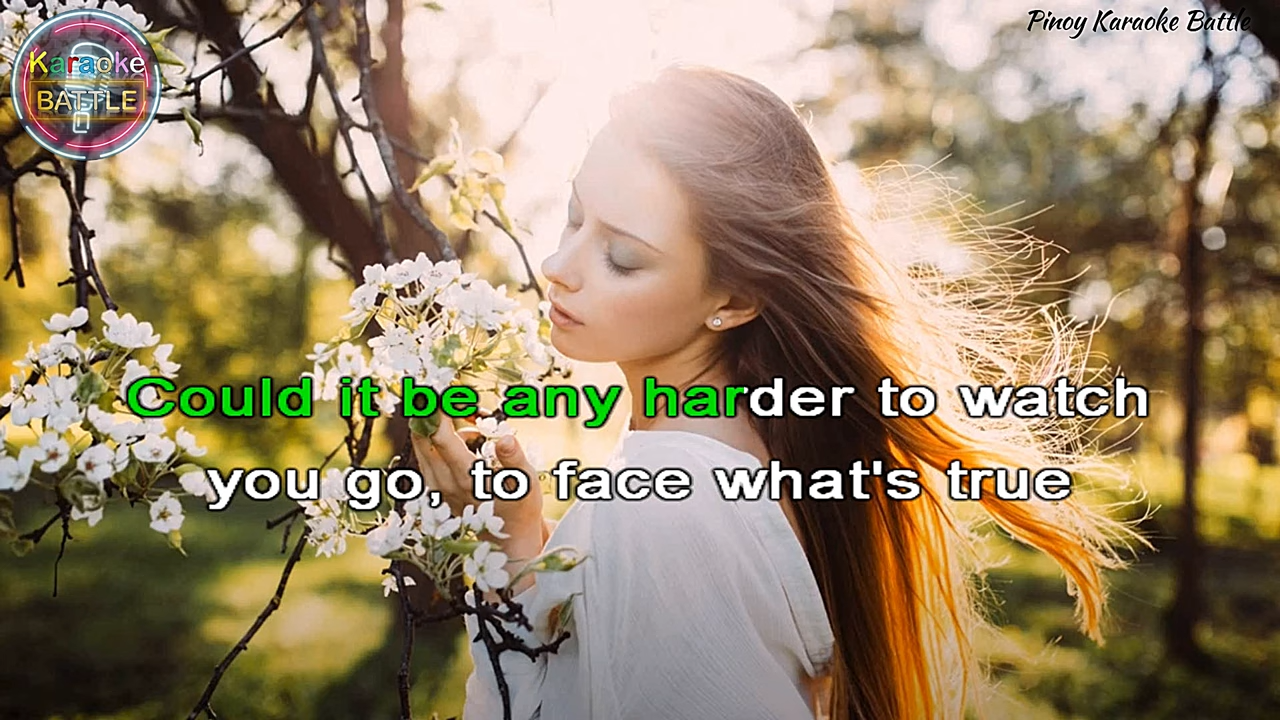 Karaoke
BATTLE
Pinoy Karaoke Battle
Could it be any harder to watch
you go, to face what's true